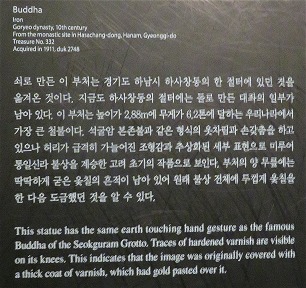 Buddha
Iron
Goryeo dynasty, 10th century
From the monastic site in Hasachang-dong, Hanam, Gyeonggi-do
Treasure No. 332
Acquired in 1911, duk 2748
쇠로 만든 이 부처는 경기도 하남시 하사창동의 한 절터에 있던 것을
옮겨온 것이다. 지금도 하사창동의 절터에는 돌로 만든 대좌의 일부가
남아 있다. 이 부처는 높이가 2.88m에 무게가 6.2톤에 달하는 우리나라에서
가장 큰 철불이다. 석굴암 본존불과 같은 형식의 옷차림과 손갖춤을 하고
있으나 허리가 급격히 가늘어진 조형감과 추상화된 세부 표현으로 미루어
통일신라 불상을 계승한 고려 초기의 작품으로 보인다. 부처의 양 무릎에는
딱딱하게 굳은 옻칠의 흔적이 남아 있어 원래 불상 전체에 두껍게 옻칠을
한 다음 도금했던 것을 알 수 있다.
This statue has the same earth touching hand gesture as the famous
Buddha of the Seokguram Grotto. Traces of hardened varnish are visible
on its knees. This indicates that the image was originally covered with
a thick coat of varnish, which had gold pasted over it.